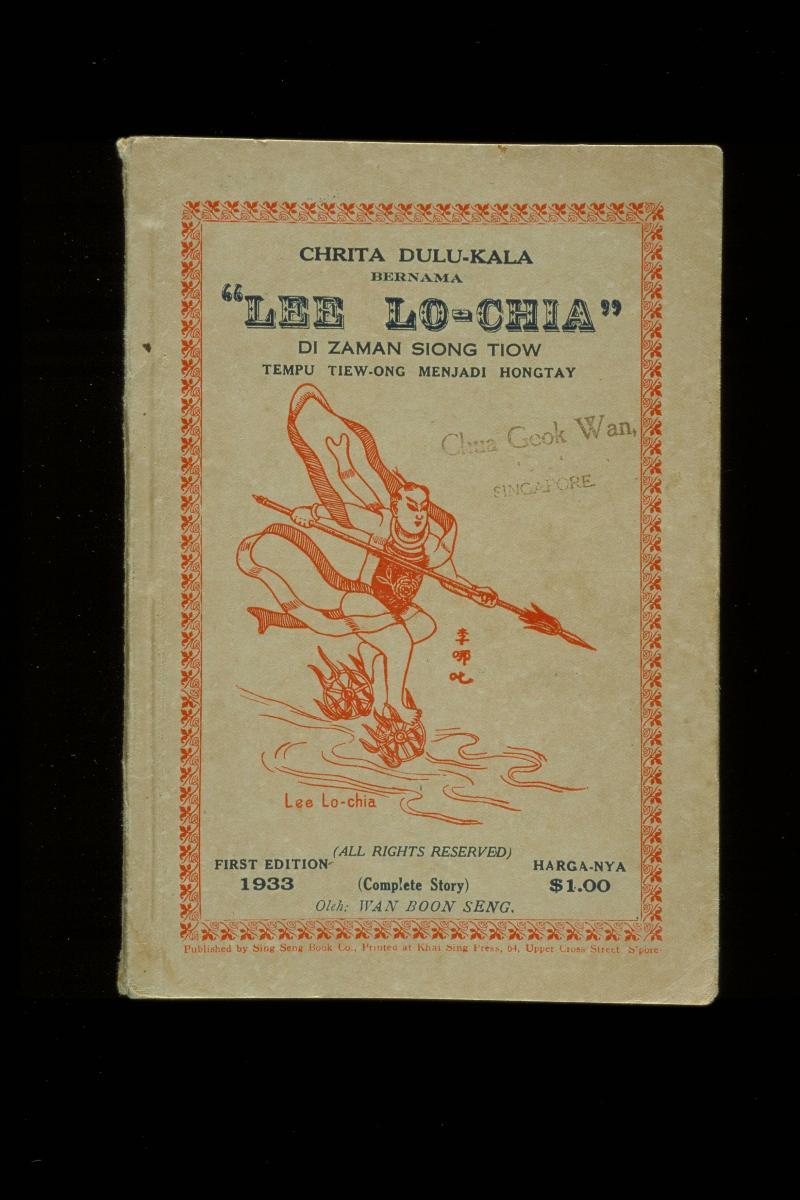 CHRITA DULU-KALA
BERNAMA
"LEE LO-CHIA"
DI ZAMAN SIONG TIOW
TEMPU TIEW-ONG MENJADI HONGTAY
Chua Geok Wan,
SINGAPORE
李哪吒
Lee Lo-chia
(ALL RIGHTS RESERVED)
FIRST EDITION HARGA-NYA
1933 (Complete Story) $1.00
Oleh: WAN BOON SENG.
Published by Sing Seng Book Co., Printed at Khai Sing Press, 64, Upper Cross Street S'pore